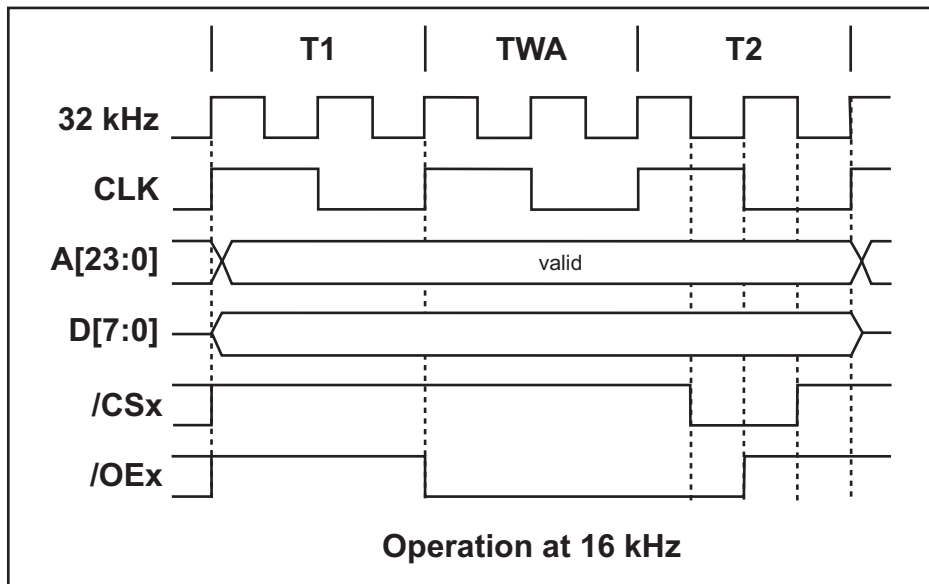 T1 TWA T2
32 kHz
CLK
A[23:0] valid
D[7:0]
/CSx
/OEx
Operation at 16 kHz